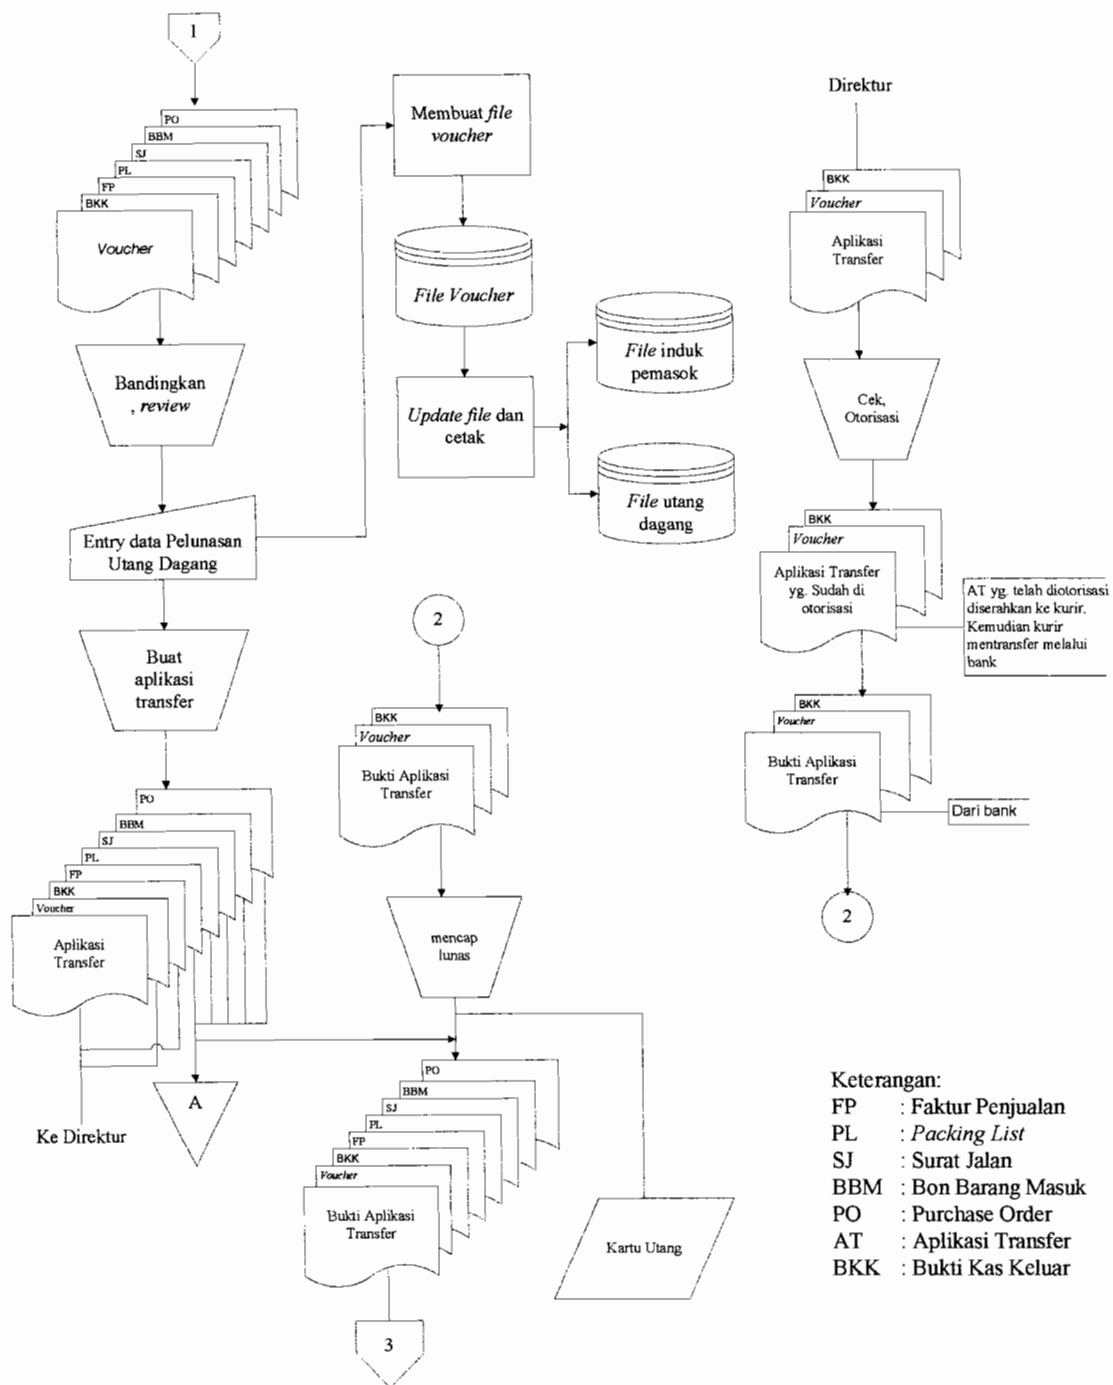 1
PO
BBM
SJ
PL
FP
BKK
Voucher
Bandingkan
, review
Entry data Pelunasan
Utang Dagang
Buat
aplikasi
transfer
PO
BBM
SJ
PL
FP
BKK
Voucher
Aplikasi
Transfer
A
Ke Direktur
Membuat file
voucher
File Voucher
Update file dan
cetak
File induk
pemasok
File utang
dagang
2
BKK
Voucher
Bukti Aplikasi
Transfer
mencap
lunas
PO
BBM
SJ
PL
FP
BKK
Voucher
Bukti Aplikasi
Transfer
3
Kartu Utang
Direktur
BKK
Voucher
Aplikasi
Transfer
Cek,
Otorisasi
BKK
Voucher
Aplikasi Transfer
yg. Sudah di
otorisasi
AT yg. telah diotorisasi
diserahkan ke kurir.
Kemudian kurir
mentransfer melalui
bank
BKK
Voucher
Bukti Aplikasi
Transfer
Dari bank
2
Keterangan:
FP : Faktur Penjualan
PL : Packing List
SJ : Surat Jalan
BBM : Bon Barang Masuk
PO : Purchase Order
AT : Aplikasi Transfer
BKK : Bukti Kas Keluar